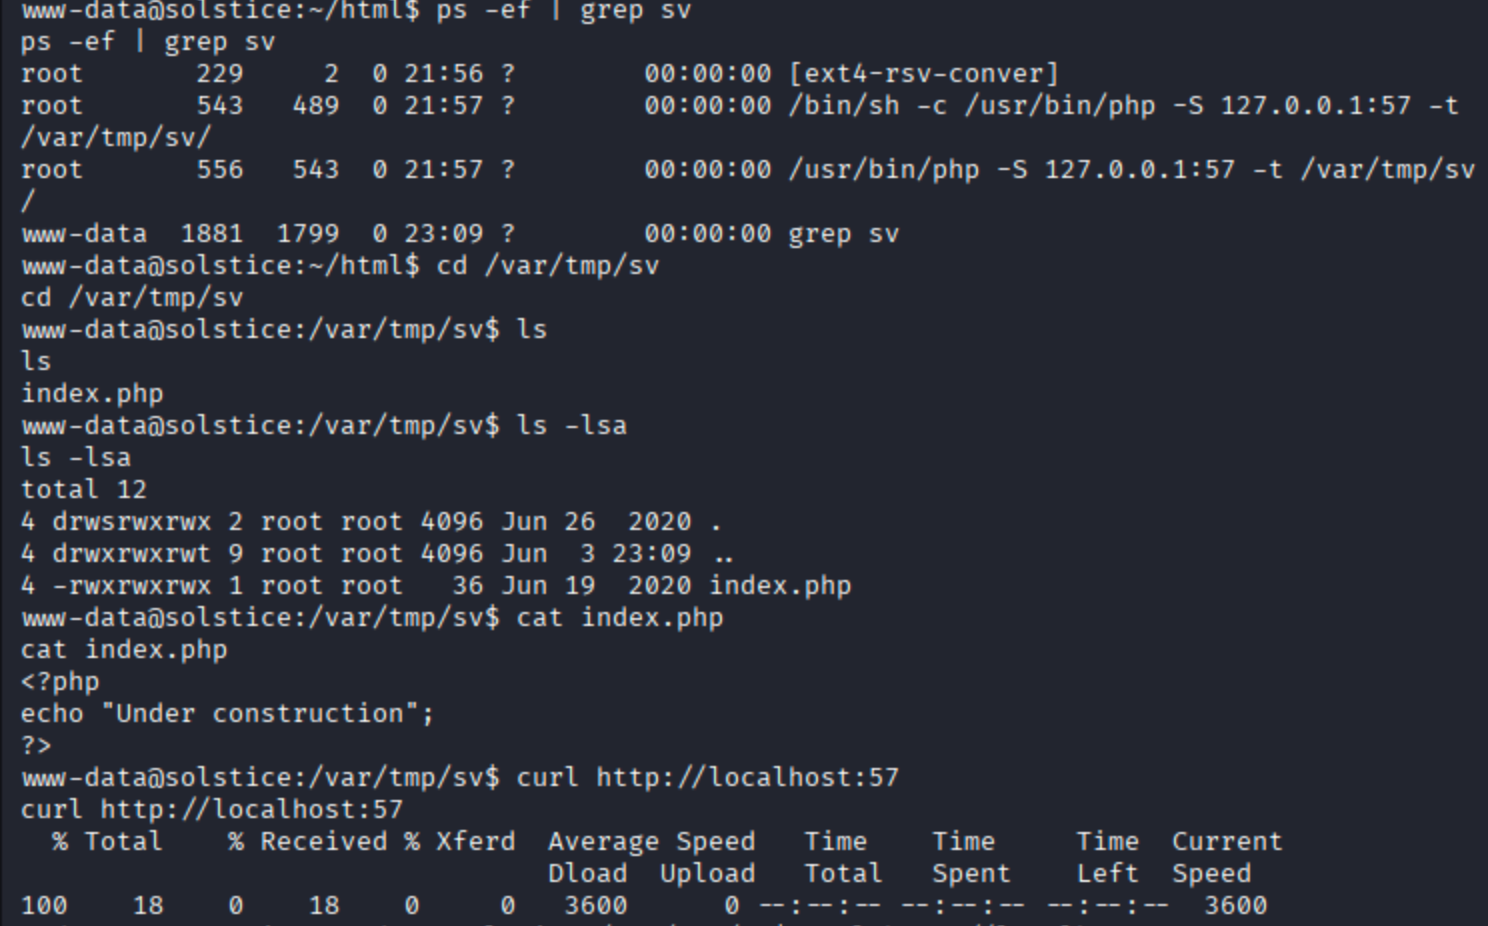 www-data@solstice:~/html$ ps -ef | grep sv
ps -ef | grep sv
root       229     2  0 21:56 ?        00:00:00 [ext4-rsv-conver]
root       543   489  0 21:57 ?        00:00:00 /bin/sh -c /usr/bin/php -S 127.0.0.1:57 -t
/var/tmp/sv/
root       556   543  0 21:57 ?        00:00:00 /usr/bin/php -S 127.0.0.1:57 -t /var/tmp/sv
/
www-data  1881  1799  0 23:09 ?        00:00:00 grep sv
www-data@solstice:~/html$ cd /var/tmp/sv
cd /var/tmp/sv
www-data@solstice:/var/tmp/sv$ ls
ls
index.php
www-data@solstice:/var/tmp/sv$ ls -lsa
ls -lsa
total 12
4 drwsrwxrwx 2 root root 4096 Jun 26  2020 .
4 drwxrwxrwt 9 root root 4096 Jun  3 23:09 ..
4 -rwxrwxrwx 1 root root   36 Jun 19  2020 index.php
www-data@solstice:/var/tmp/sv$ cat index.php
cat index.php
<?php
echo "Under construction";
?>
www-data@solstice:/var/tmp/sv$ curl http://localhost:57
curl http://localhost:57
  % Total    % Received % Xferd  Average Speed   Time    Time     Time  Current
                                 Dload  Upload   Total   Spent    Left  Speed
100    18    0    18    0     0   3600      0 --:--:-- --:--:-- --:--:--  3600